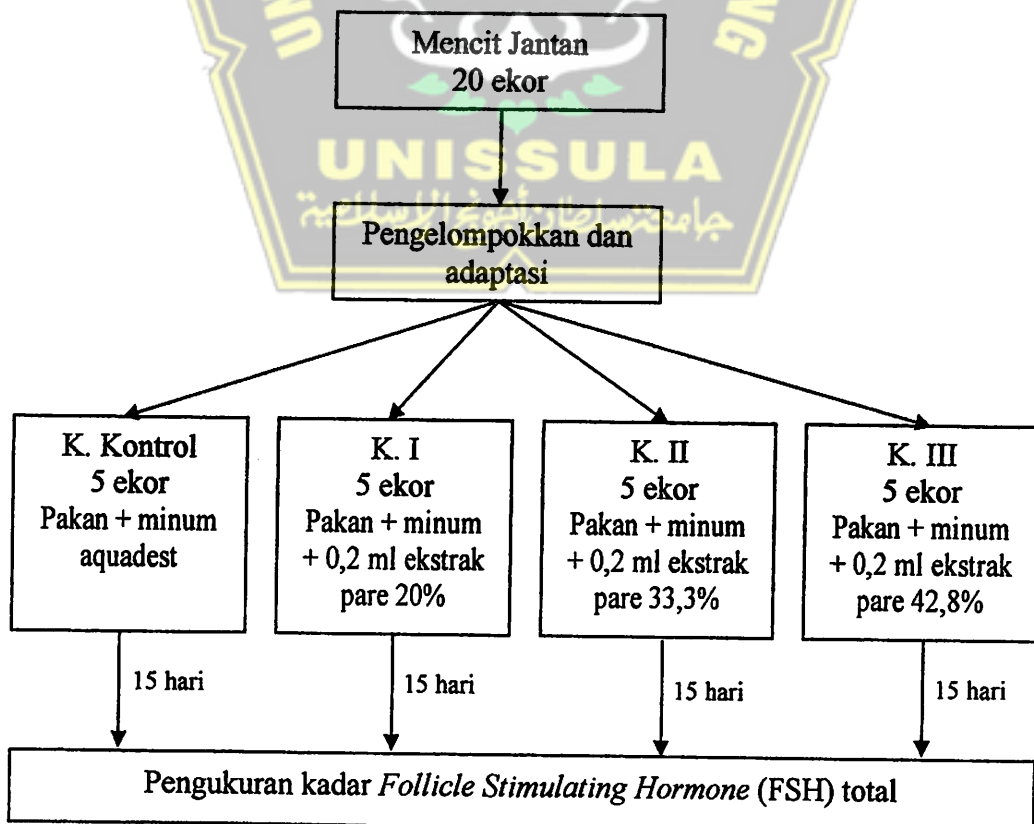 Mencit Jantan
20 ekor
UNISSULA
جامعتسلطان أجونج الإسلامية
Pengelompokkan dan
adaptasi
K. Kontrol
5 ekor
Pakan + minum
aquadest
K. I
5 ekor
Pakan + minum
+ 0,2 ml ekstrak
pare 20%
K. II
5 ekor
Pakan + minum
+ 0,2 ml ekstrak
pare 33,3%
K. III
5 ekor
Pakan + minum
+ 0,2 ml ekstrak
pare 42,8%
15 hari
15 hari
15 hari
15 hari
Pengukuran kadar Follicle Stimulating Hormone (FSH) total